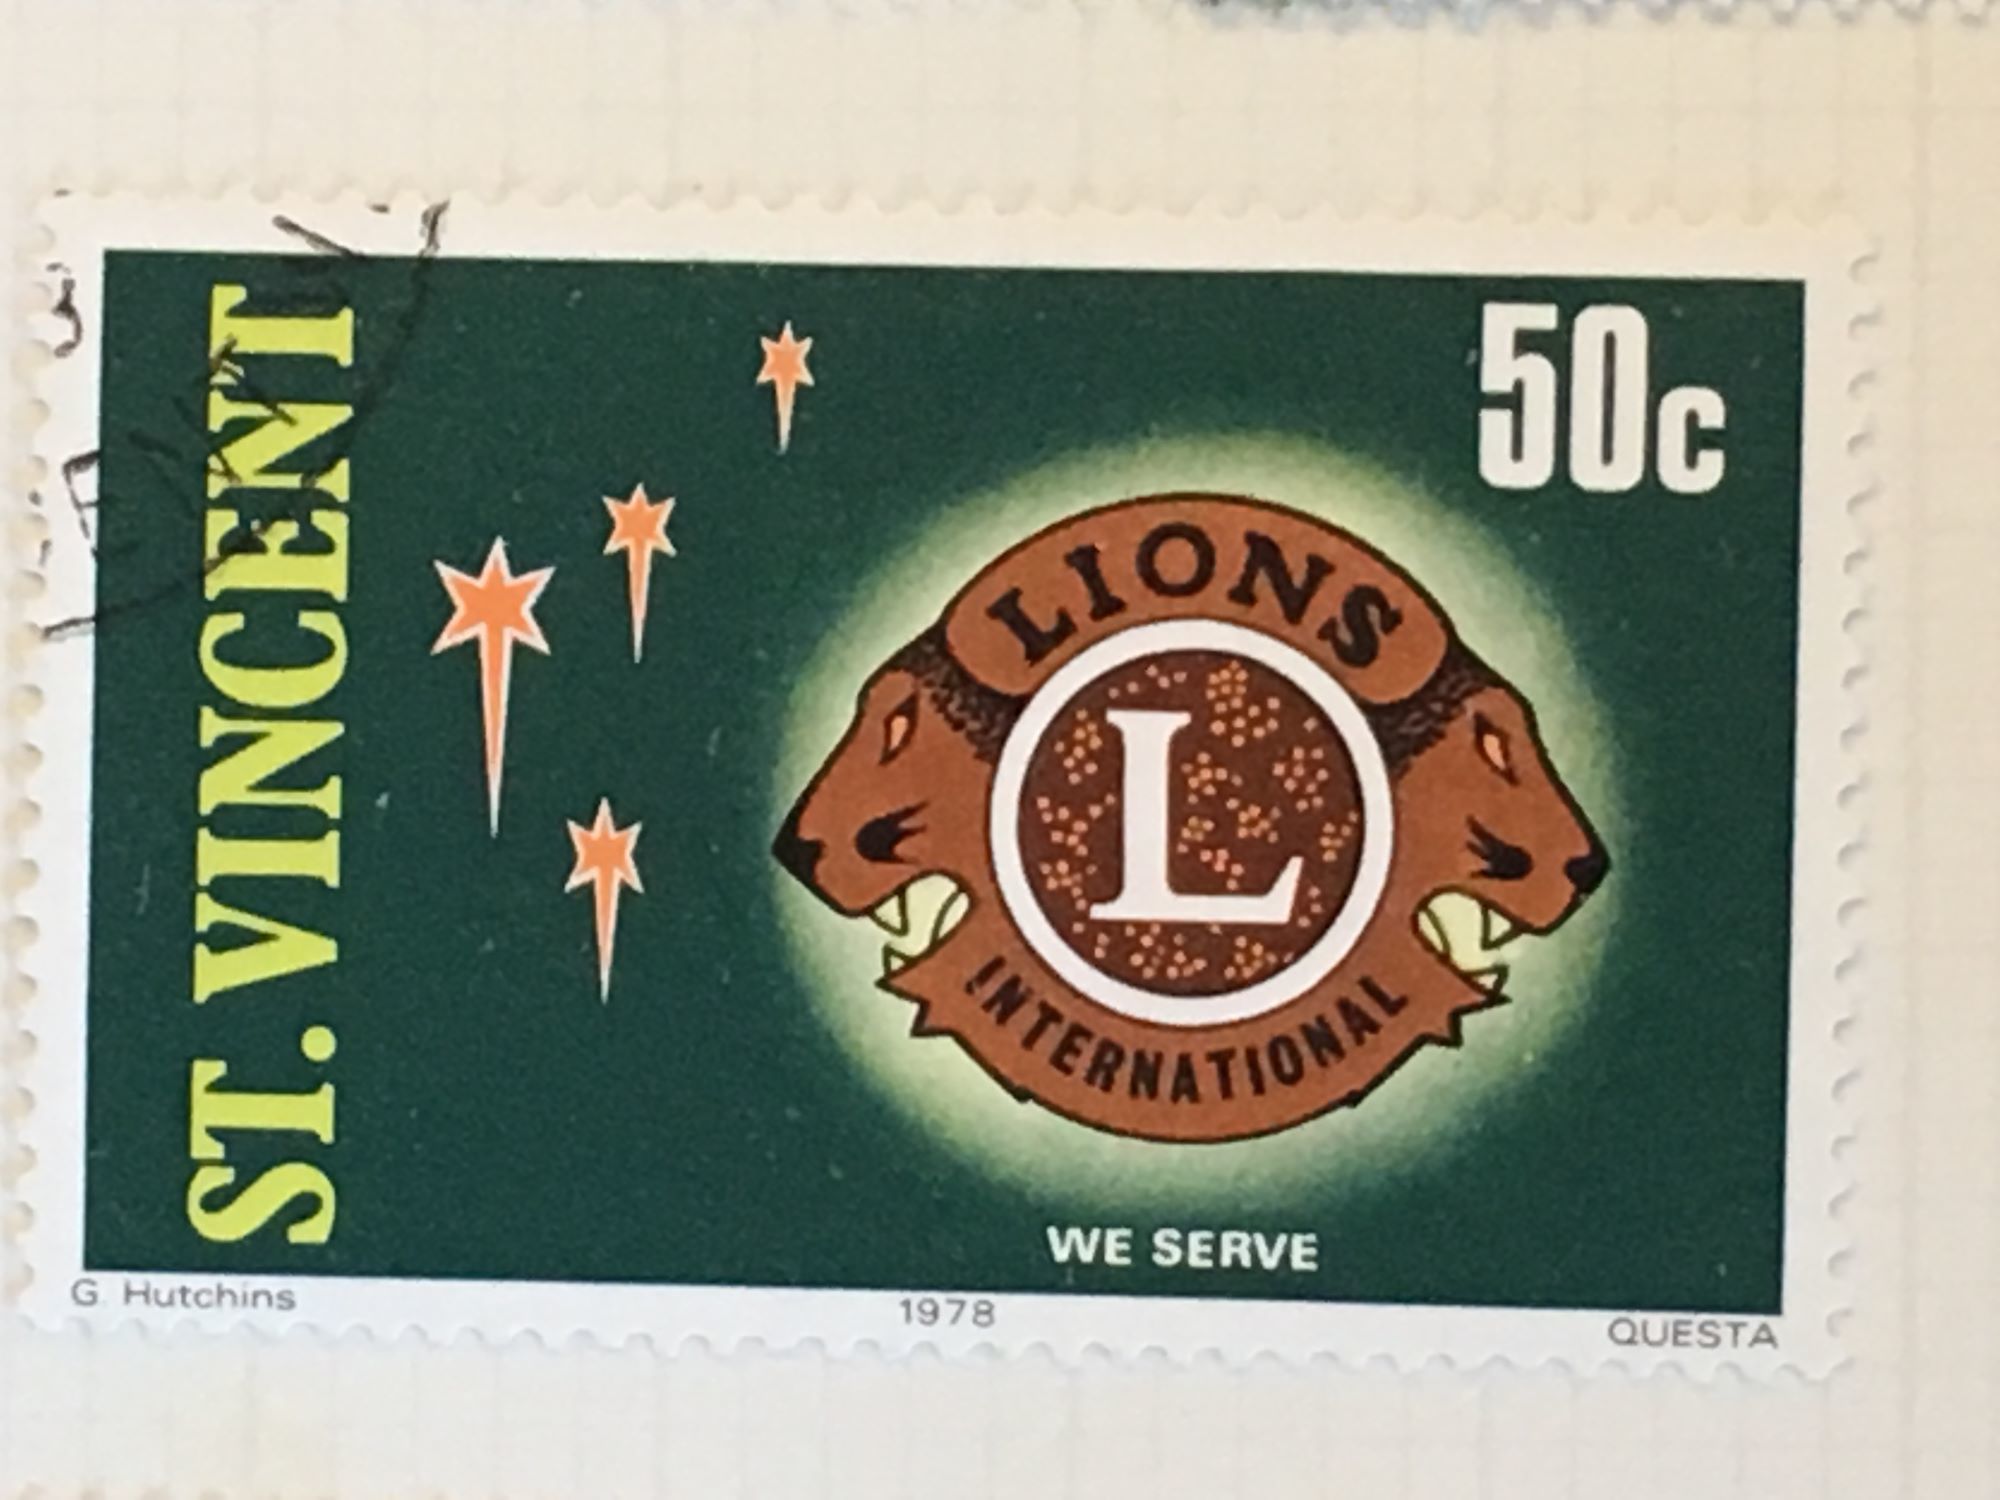 ST. VINCENT
50c
LIONS
L
INTERNATIONAL
WE SERVE
G. Hutchins
1978
QUESTA